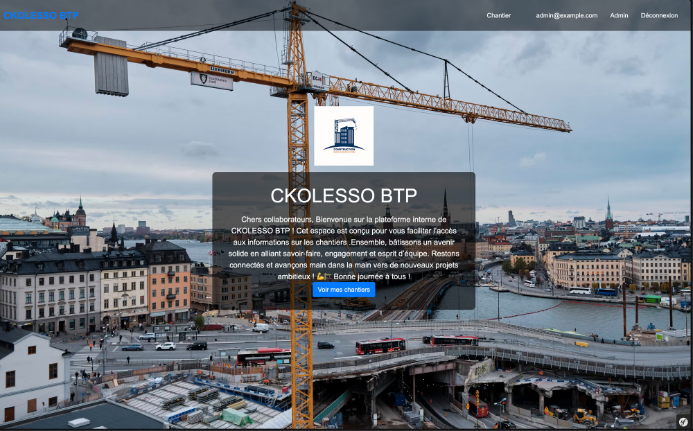 CKOLESSO BTP
Chantier
admin@example.com
Admin
Déconnexion
LIEBHERR
CONSTRUCTION
CKOLESSO BTP
Chers collaborateurs, Bienvenue sur la plateforme interne de
CKOLESSO BTP ! Cet espace est conçu pour vous faciliter l'accès
aux informations sur les chantiers .Ensemble, bâtissons un avenir
solide en alliant savoir-faire, engagement et esprit d'équipe. Restons
connectés et avançons main dans la main vers de nouveaux projets
ambitieux ! 💪🏗️ Bonne journée à tous !
Voir mes chantiers